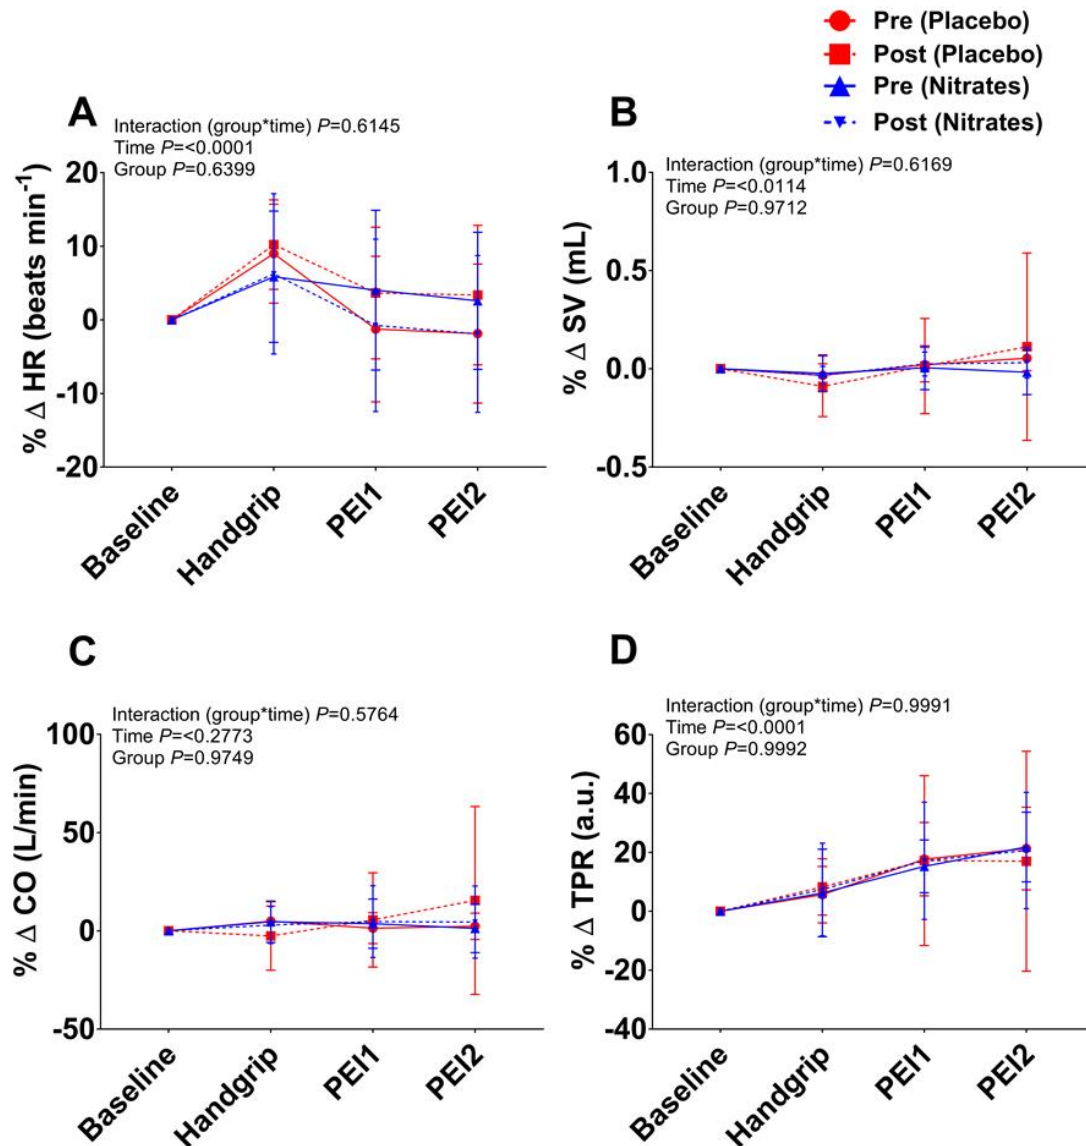 Pre (Placebo)
Post (Placebo)
Pre (Nitrates)
Post (Nitrates)
A
Interaction (group*time) P=0.6145
Time P=<0.0001
Group P=0.6399
% Δ HR (beats min⁻¹)
20
10
0
-10
-20
Baseline
Handgrip
PEI1
PEI2
B
Interaction (group*time) P=0.6169
Time P=<0.0114
Group P=0.9712
% Δ SV (mL)
1.0
0.5
0.0
-0.5
Baseline
Handgrip
PEI1
PEI2
C
Interaction (group*time) P=0.5764
Time P=<0.2773
Group P=0.9749
% Δ CO (L/min)
100
50
0
-50
Baseline
Handgrip
PEI1
PEI2
D
Interaction (group*time) P=0.9991
Time P=<0.0001
Group P=0.9992
% Δ TPR (a.u.)
60
40
20
0
-20
-40
Baseline
Handgrip
PEI1
PEI2